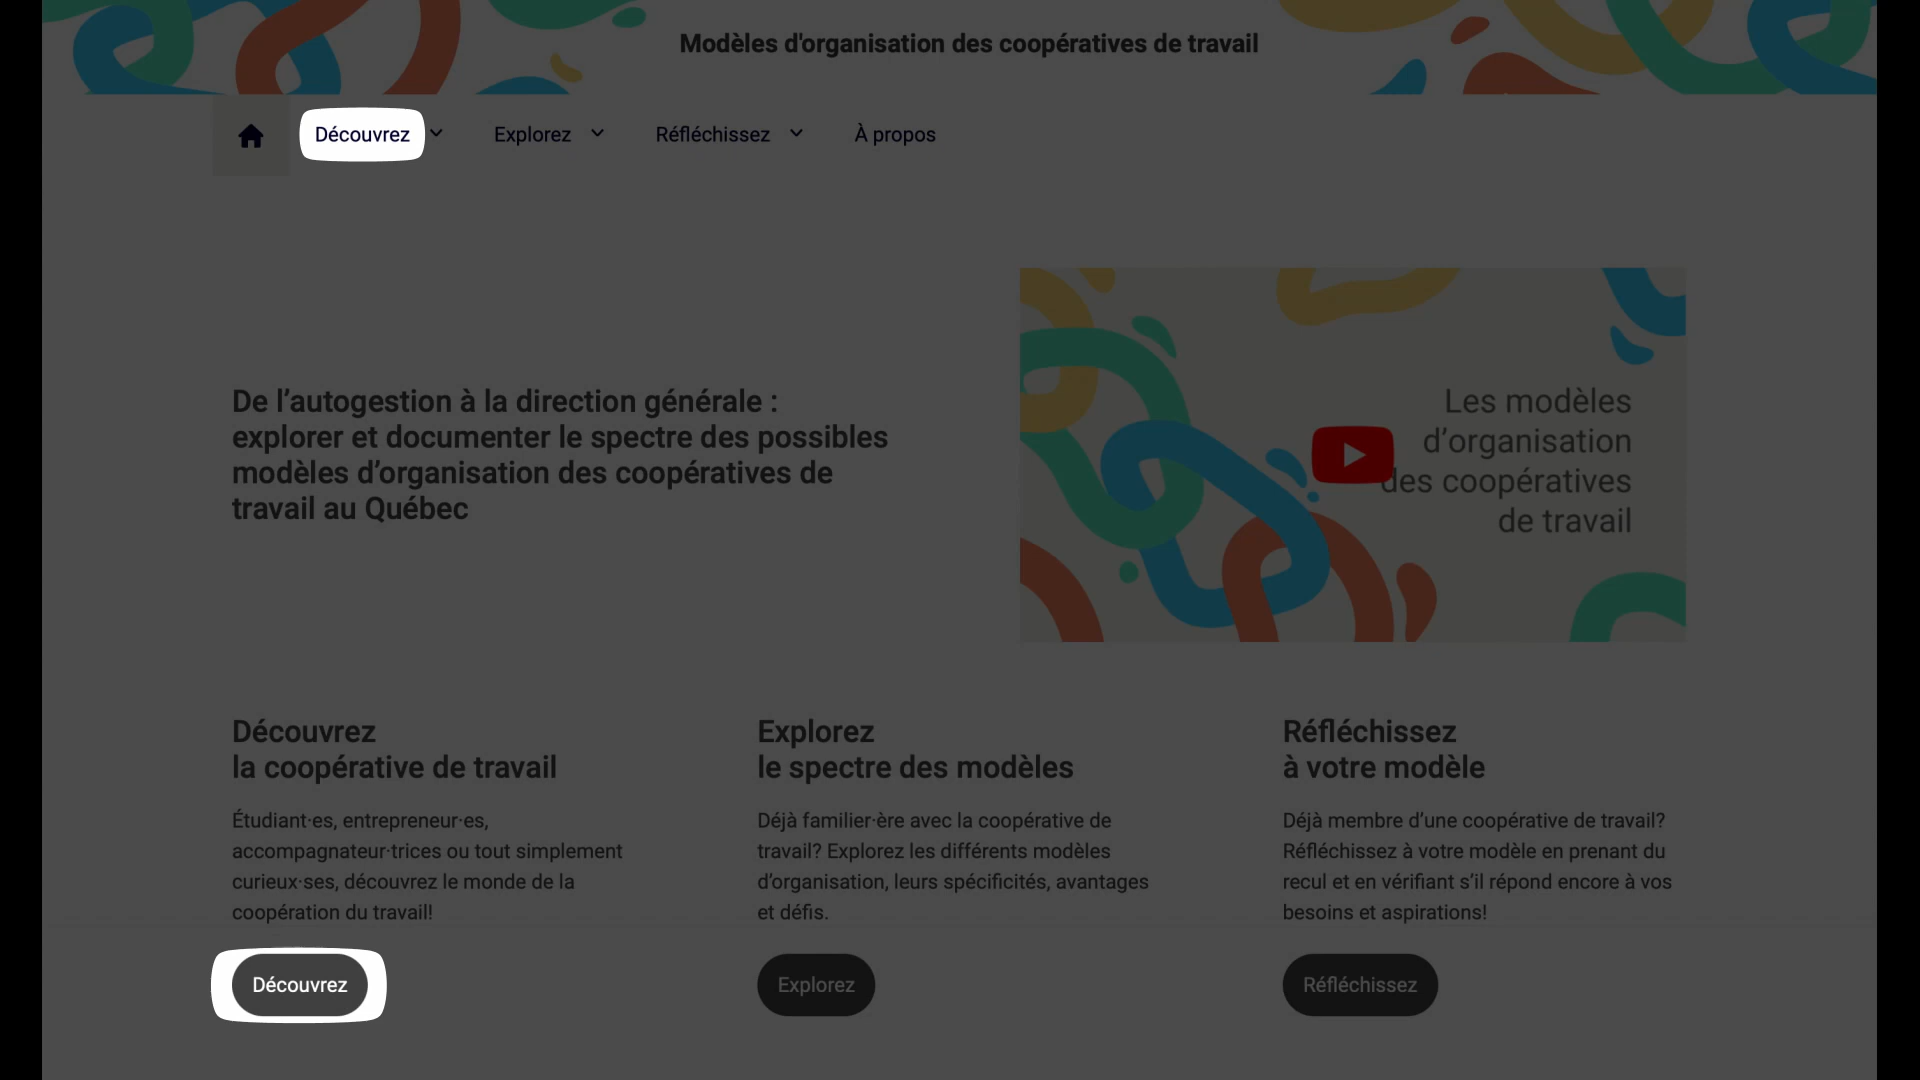 Modèles d'organisation des coopératives de travail
Découvrez
Explorez
Réfléchissez
À propos
De l’autogestion à la direction générale :
explorer et documenter le spectre des possibles
modèles d’organisation des coopératives de
travail au Québec
Les modèles
d’organisation
des coopératives
de travail
Découvrez
la coopérative de travail
Étudiant·es, entrepreneur·es,
accompagnateur·trices ou tout simplement
curieux·ses, découvrez le monde de la
coopération du travail!
Découvrez
Explorez
le spectre des modèles
Déjà familier·ère avec la coopérative de
travail? Explorez les différents modèles
d’organisation, leurs spécificités, avantages
et défis.
Explorez
Réfléchissez
à votre modèle
Déjà membre d’une coopérative de travail?
Réfléchissez à votre modèle en prenant du
recul et en vérifiant s’il répond encore à vos
besoins et aspirations!
Réfléchissez